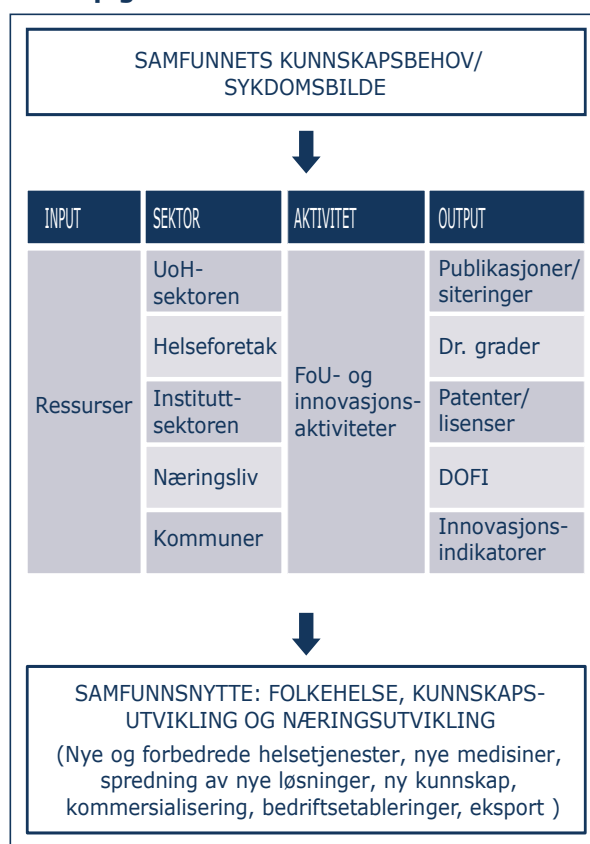 SAMFUNNETS KUNNSKAPSBEHOV/
SYKDOMSBILDE
INPUT
SEKTOR
AKTIVITET
OUTPUT
Ressurser
UoH-
sektoren
Helseforetak
Institutt-
sektoren
Næringsliv
Kommuner
FoU- og
innovasjons-
aktiviteter
Publikasjoner/
siteringer
Dr. grader
Patenter/
lisenser
DOFI
Innovasjons-
indikatorer
SAMFUNNSNYTTE: FOLKEHELSE, KUNNSKAPS-
UTVIKLING OG NÆRINGSUTVIKLING
(Nye og forbedrede helsetjenester, nye medisiner,
spredning av nye løsninger, ny kunnskap,
kommersialisering, bedriftsetableringer, eksport )